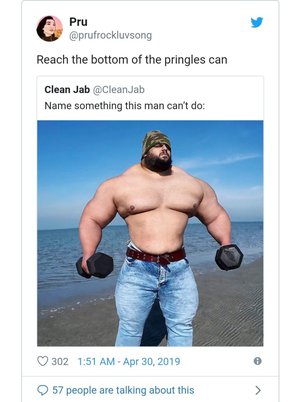 Pru
@prufrockluvsong
Reach the bottom of the pringles can
Clean Jab @CleanJab
Name something this man can't do:
302 1:51 AM - Apr 30, 2019
57 people are talking about this